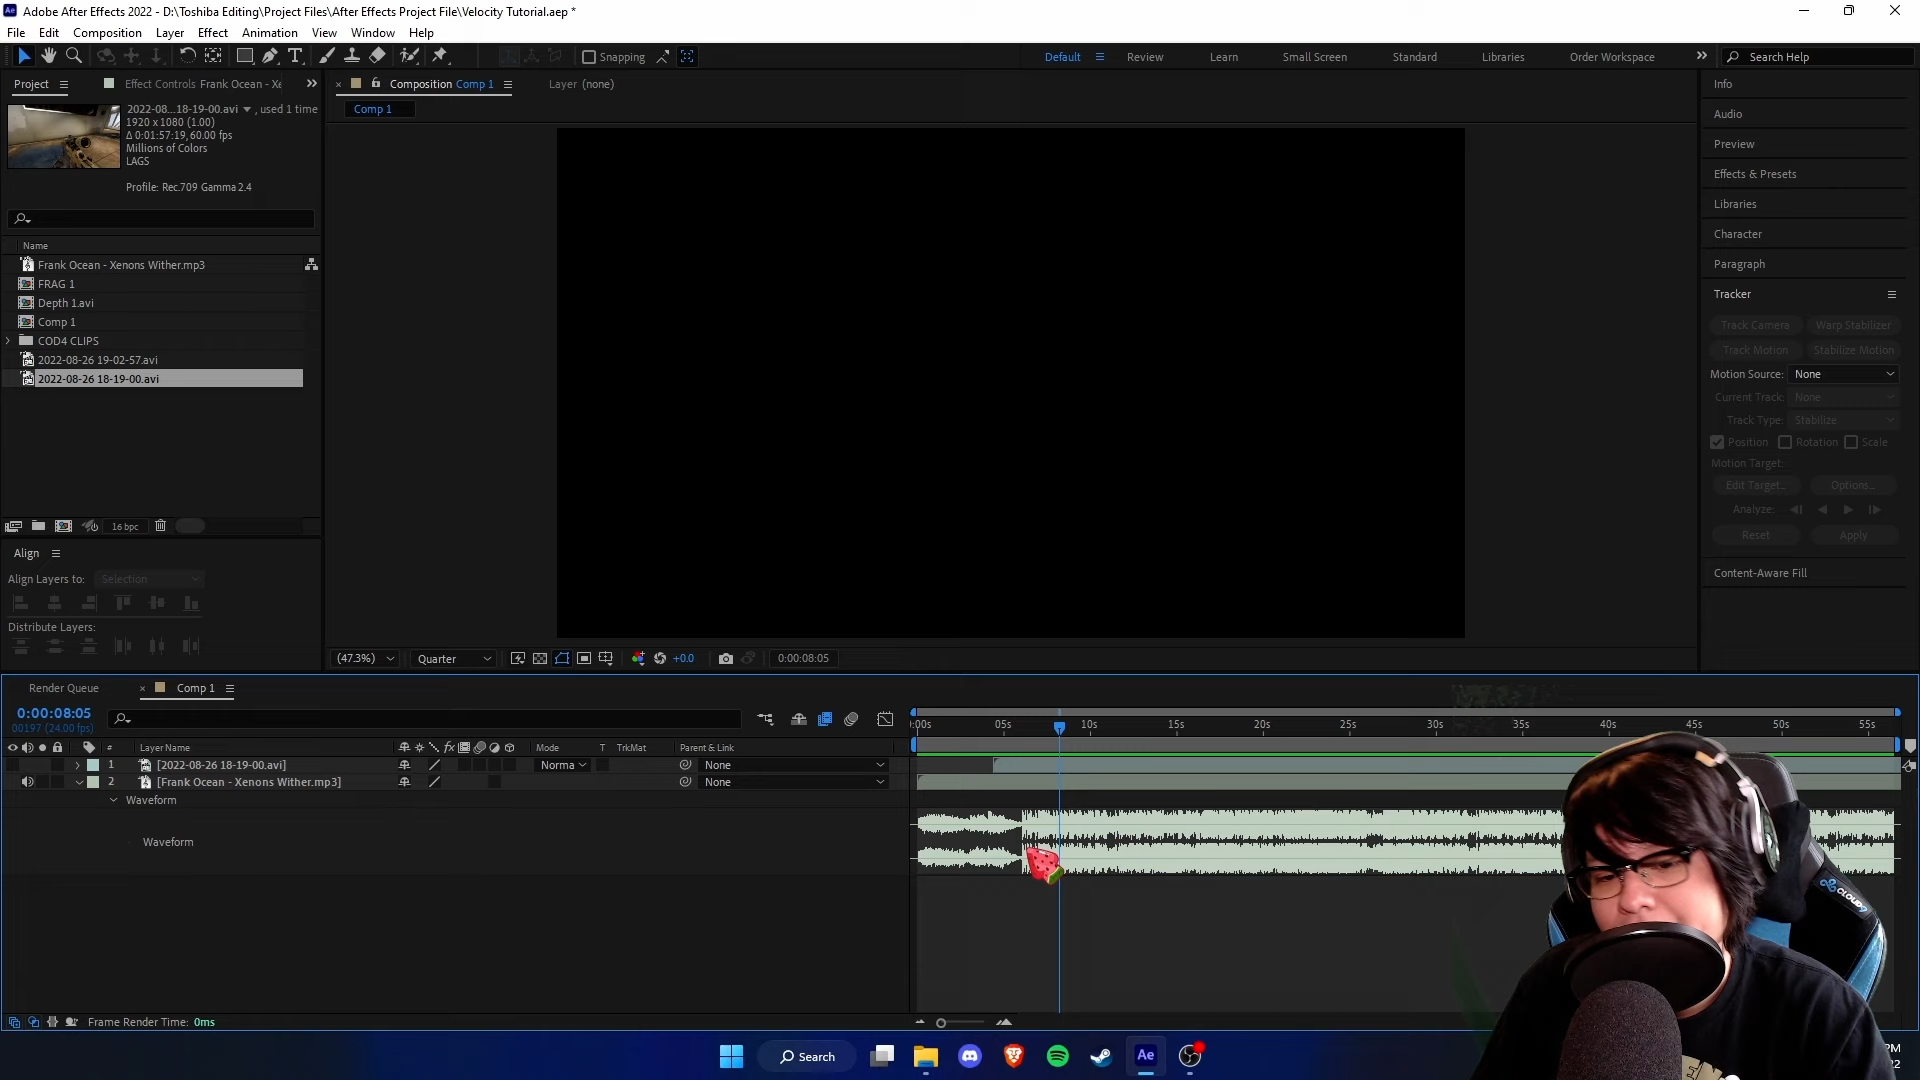 Adobe After Effects 2022 - D:\Toshiba Editing\Project Files\After Effects Project File\Velocity Tutorial.aep *
File Edit Composition Layer Effect Animation View Window Help
Snapping
Default Review Learn Small Screen Standard Libraries Order Workspace Search Help
Project Effect Controls Frank Ocean - Xe
Composition Comp 1 Layer (none)
Comp 1
2022-08...18-19-00.avi , used 1 time
1920 x 1080 (1.00)
Δ 0:01:57:19, 60.00 fps
Millions of Colors
LAGS
Profile: Rec.709 Gamma 2.4
Name
Frank Ocean - Xenons Wither.mp3
FRAG 1
Depth 1.avi
Comp 1
COD4 CLIPS
2022-08-26 19-02-57.avi
2022-08-26 18-19-00.avi
16 bpc
Align
Align Layers to: Selection
Distribute Layers:
(47.3%) Quarter +0.0 0:00:08:05
Info
Audio
Preview
Effects & Presets
Libraries
Character
Paragraph
Tracker
Track Camera Warp Stabilizer
Track Motion Stabilize Motion
Motion Source: None
Current Track: None
Track Type: Stabilize
Position Rotation Scale
Motion Target:
Edit Target... Options...
Analyze:
Reset Apply
Content-Aware Fill
Render Queue Comp 1
0:00:08:05
00197 (24.00 fps)
):00s 05s 10s 15s 20s 25s 30s 35s 40s 45s 50s 55s
# Layer Name fx Mode T TrkMat Parent & Link
1 [2022-08-26 18-19-00.avi] Norma None
2 [Frank Ocean - Xenons Wither.mp3] None
Waveform
Waveform
CLOUD9
Frame Render Time: 0ms
Search
Ae
PM
22